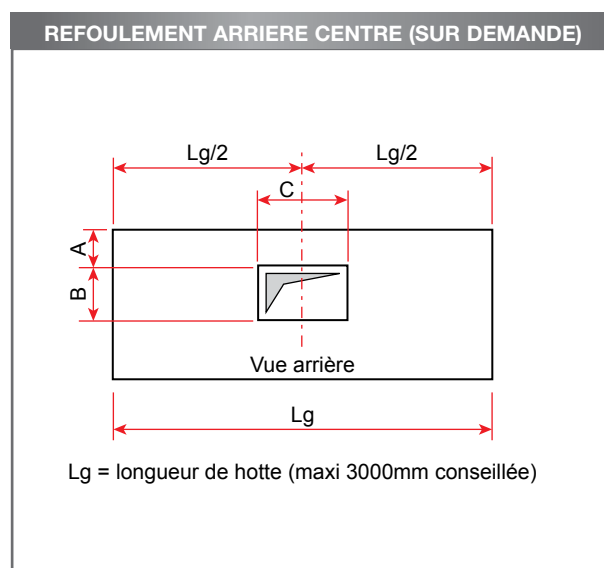 REFOULEMENT ARRIERE CENTRE (SUR DEMANDE)
Lg/2 Lg/2
C
A
B
Vue arrière
Lg
Lg = longueur de hotte (maxi 3000mm conseillée)